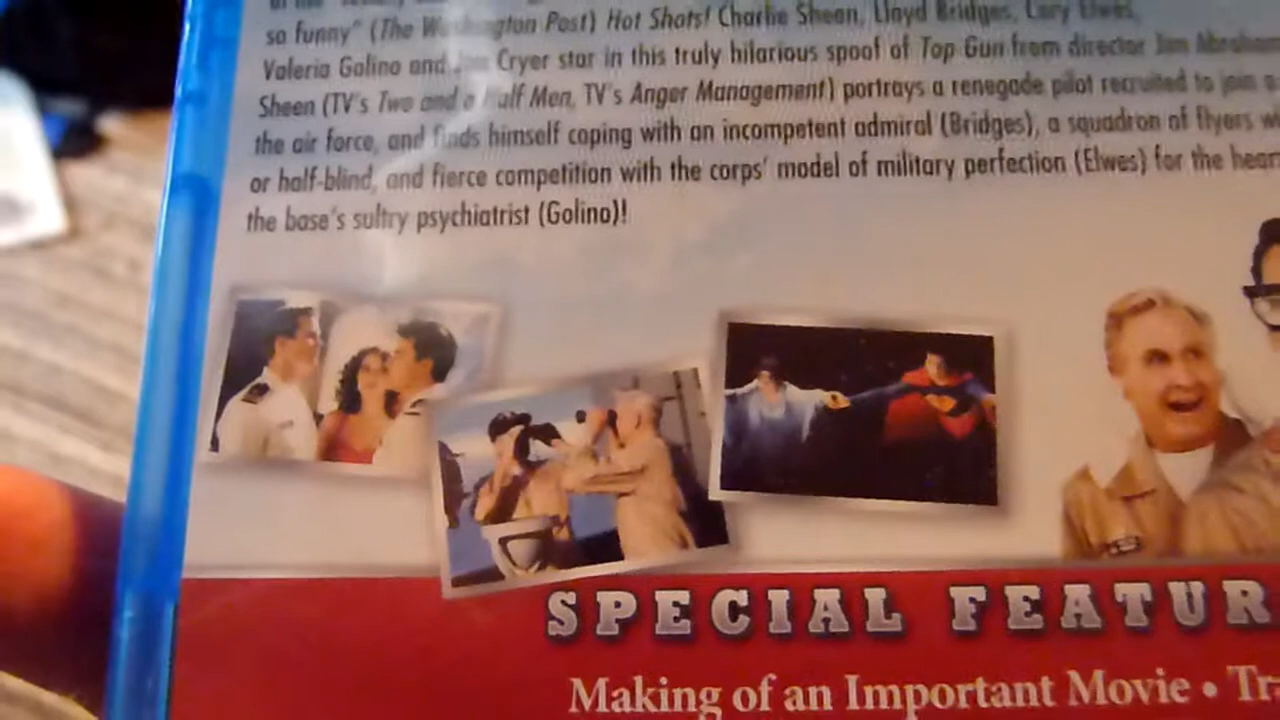 so funny" (The Washington Post) Hot Shots! Charlie Sheen, Lloyd Bridges, Cary Elwes,
Valeria Golino and Cryer star in this truly hilarious spoof of Top Gun from director Jim Abraham
Sheen (TV's Two and a Half Men, TV's Anger Management) portrays a renegade pilot recruited to join
the air force, and finds himself coping with an incompetent admiral (Bridges), a squadron of flyers
or half-blind, and fierce competition with the corps' model of military perfection (Elwes) for the
the base's sultry psychiatrist (Golino)!
SPECIAL FEATUR
Making of an Important Movie •